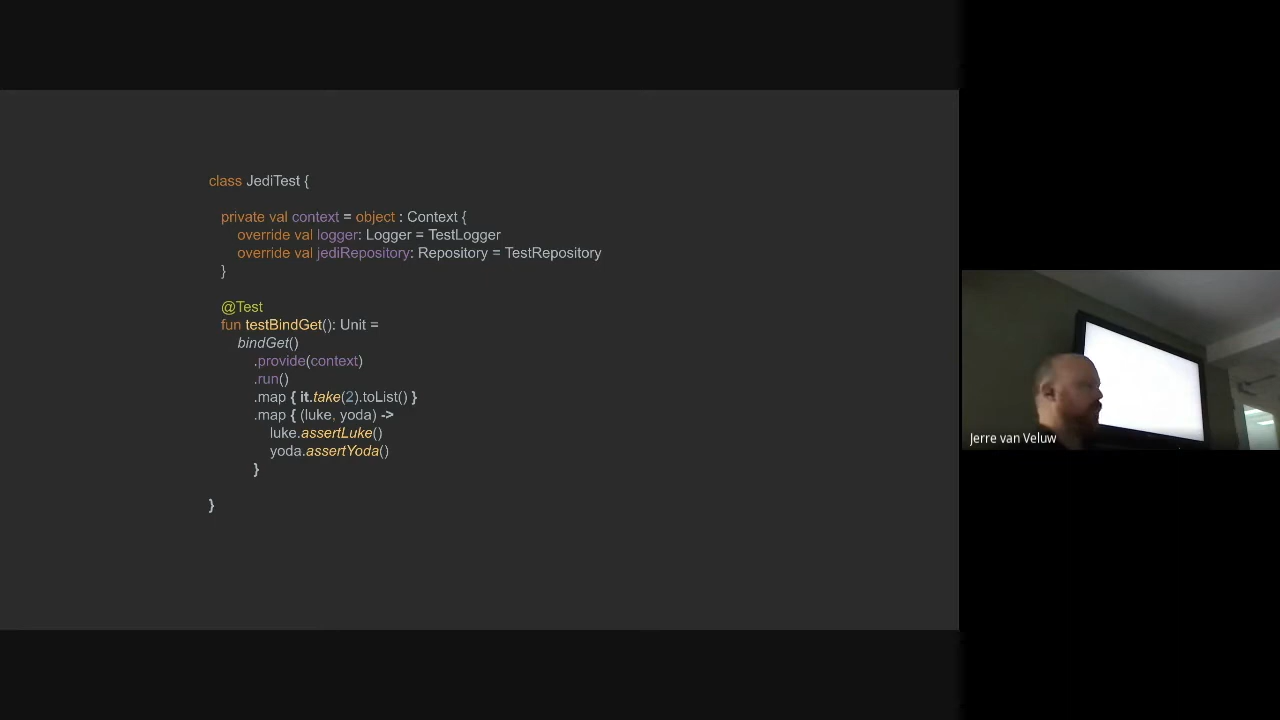 class JediTest {
private val context = object : Context {
override val logger: Logger = TestLogger
override val jediRepository: Repository = TestRepository
}
@Test
fun testBindGet(): Unit =
bindGet()
.provide(context)
.run()
.map { it.take(2).toList() }
.map { (luke, yoda) ->
luke.assertLuke()
yoda.assertYoda()
}
}
Jerre van Veluw